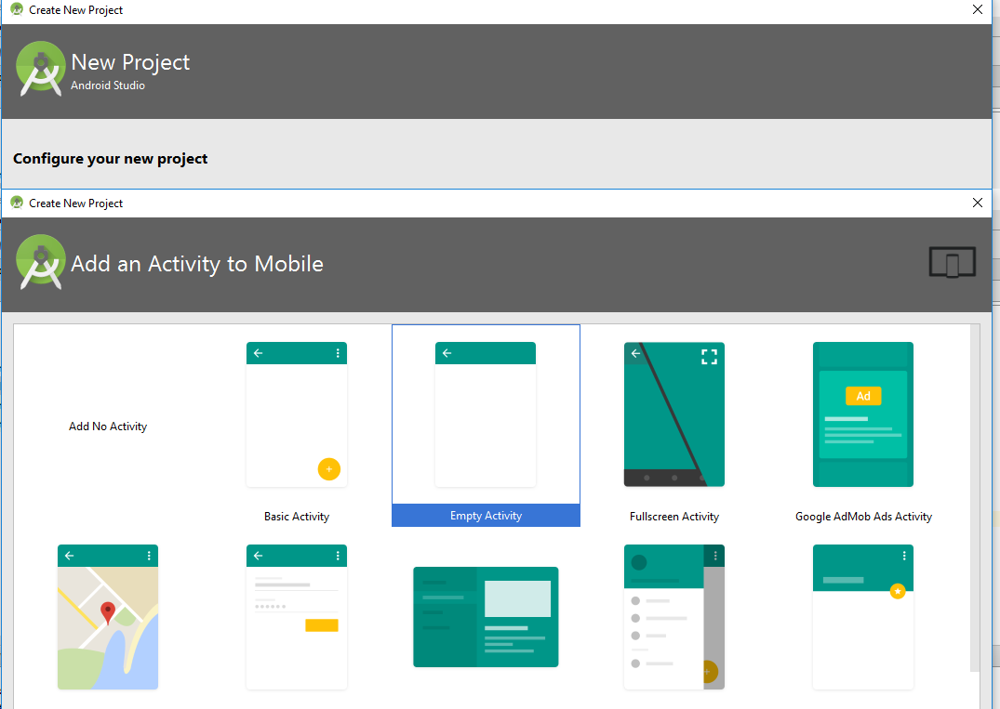 Create New Project
New Project
Android Studio
Configure your new project
Create New Project
Add an Activity to Mobile
Add No Activity
Ad
Basic Activity
Empty Activity
Fullscreen Activity
Google AdMob Ads Activity